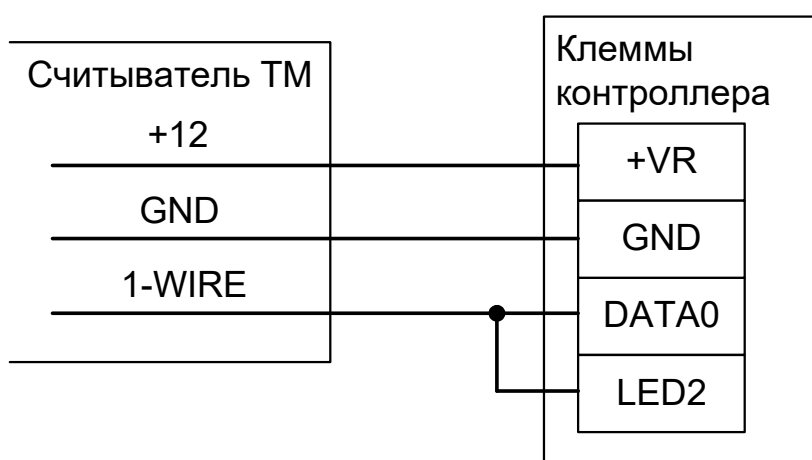 Считыватель ТМ
+12
GND
1-WIRE
Клеммы
контроллера
+VR
GND
DATA0
LED2